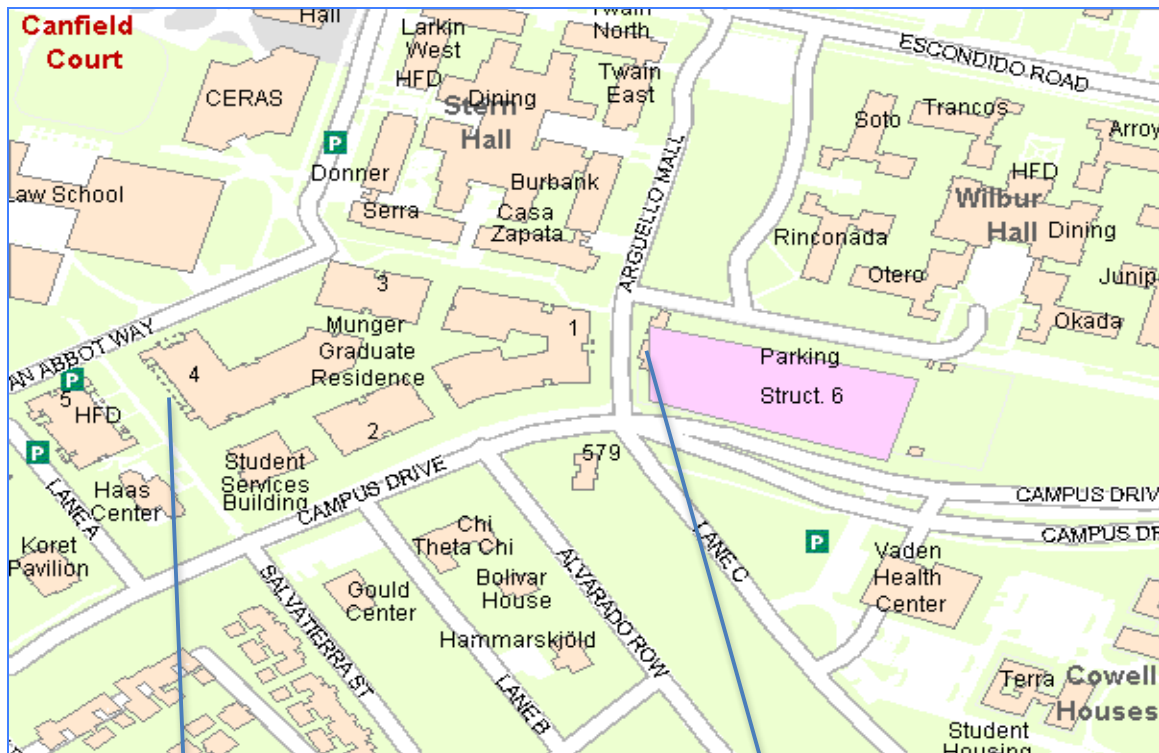 Canfield
Court
Hall
CERAS
Law School
Larkin
West
HFD
Dining
Stern
Hall
Twain
North
Twain
East
P
Donner
Serra
Burbank
Casa
Zapata
ARGUELLO MALL
ESCONDIDO ROAD
Soto
Trancos
Arroy
HFD
Wilbur
Hall
Dining
Rinconada
Otero
Junip
Okada
3
Munger
Graduate
Residence
1
4
2
AN ABBOT WAY
P
5
HFD
P
Parking
Struct. 6
Student
Services
Building
Haas
Center
LANE A
Koret
Pavilion
CAMPUS DRIVE
579
CAMPUS DRIV
CAMPUS DR
P
Vaden
Health
Center
LANE C
Chi
Theta Chi
Bolivar
House
Hammarskjöld
Gould
Center
SALVATIERRA ST
ALVARADO ROW
LANE B
Terra
Cowell
Houses
Student
Housing